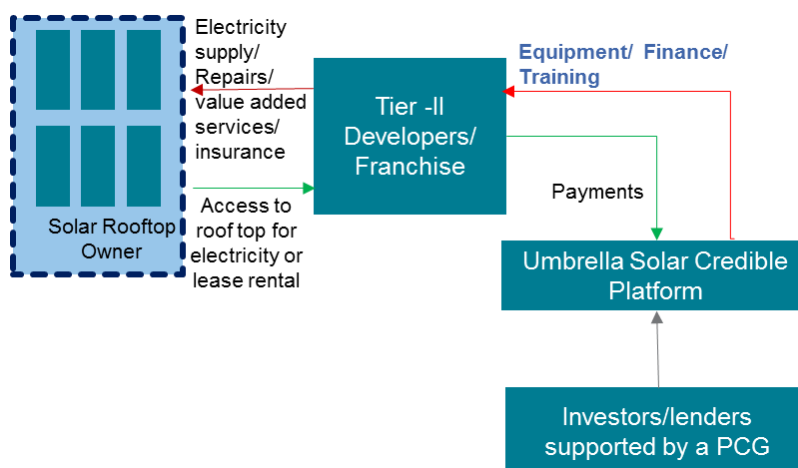 Electricity
supply/
Repairs/
value added
services/
insurance
Solar Rooftop
Owner
Access to
roof top for
electricity or
lease rental
Tier -II
Developers/
Franchise
Equipment/ Finance/
Training
Payments
Umbrella Solar Credible
Platform
Investors/lenders
supported by a PCG